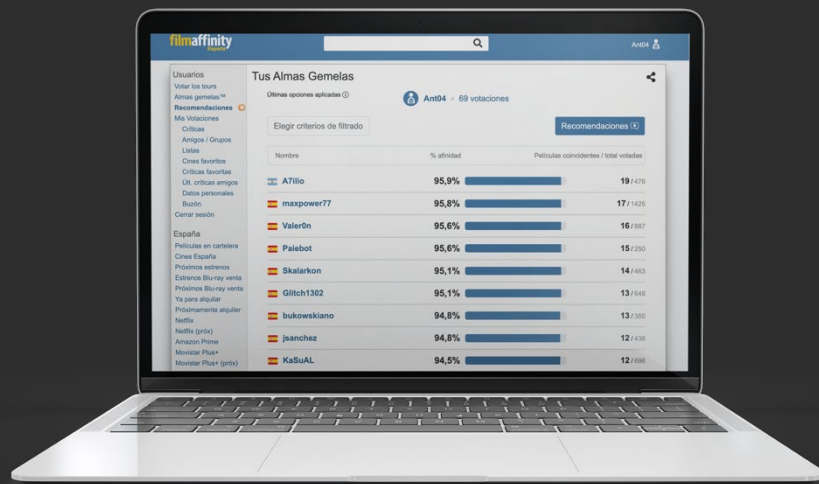 filmaffinity
España
Ant04
Usuarios
Votar los tours
Almas gemelas™
Recomendaciones
Mis Votaciones
Críticas
Amigos / Grupos
Listas
Cines favoritos
Críticas favoritas
Últ. críticas amigos
Datos personales
Buzón
Cerrar sesión
España
Películas en cartelera
Cines España
Próximos estrenos
Estrenos Blu-ray venta
Próximos Blu-ray venta
Ya para alquilar
Próximamente alquiler
Netflix
Netflix (próx)
Amazon Prime
Movistar Plus+
Movistar Plus+ (próx)
Tus Almas Gemelas
Últimas opciones aplicadas
Ant04 - 69 votaciones
Elegir criterios de filtrado
Recomendaciones
Nombre % afinidad Películas coincidentes / total votadas
A7ilio 95,9% 19 / 476
maxpower77 95,8% 17 / 1425
Valer0n 95,6% 16 / 887
Paiebot 95,6% 15 / 250
Skalarkon 95,1% 14 / 463
Glitch1302 95,1% 13 / 648
bukowskiano 94,8% 13 / 350
jsanchez 94,8% 12 / 436
KaSuAL 94,5% 12 / 696